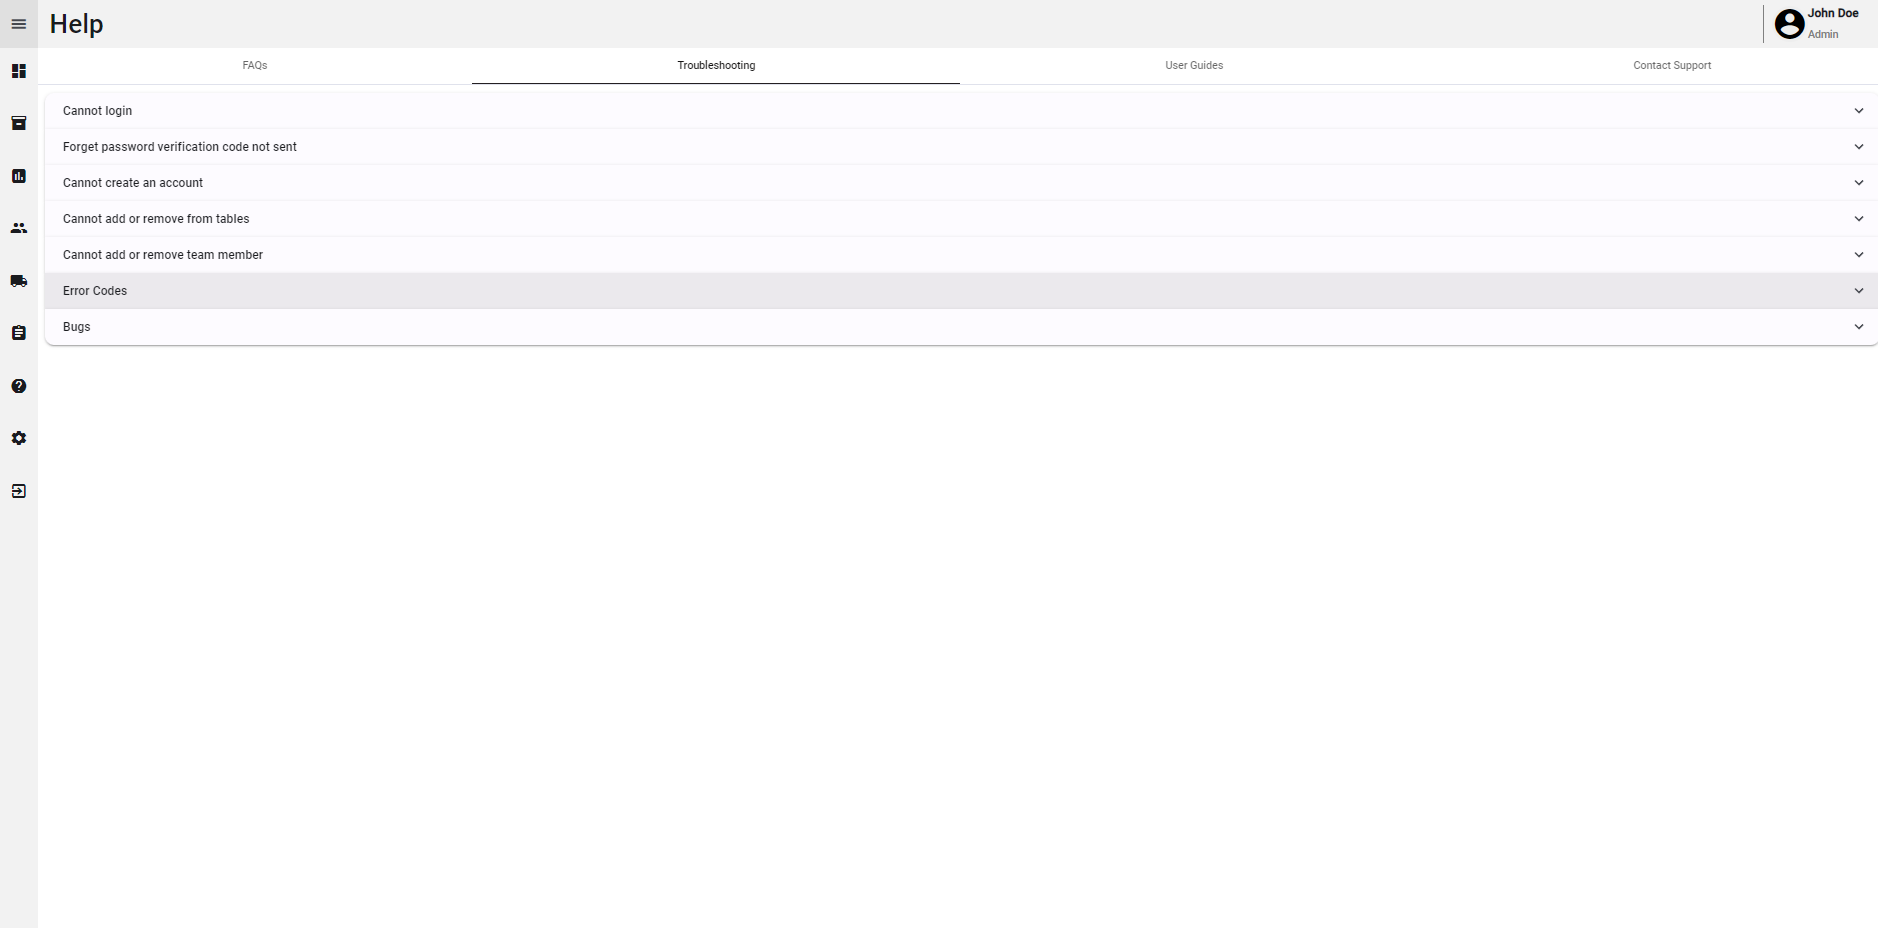 Help
John Doe
Admin
FAQs
Troubleshooting
User Guides
Contact Support
Cannot login
Forget password verification code not sent
Cannot create an account
Cannot add or remove from tables
Cannot add or remove team member
Error Codes
Bugs